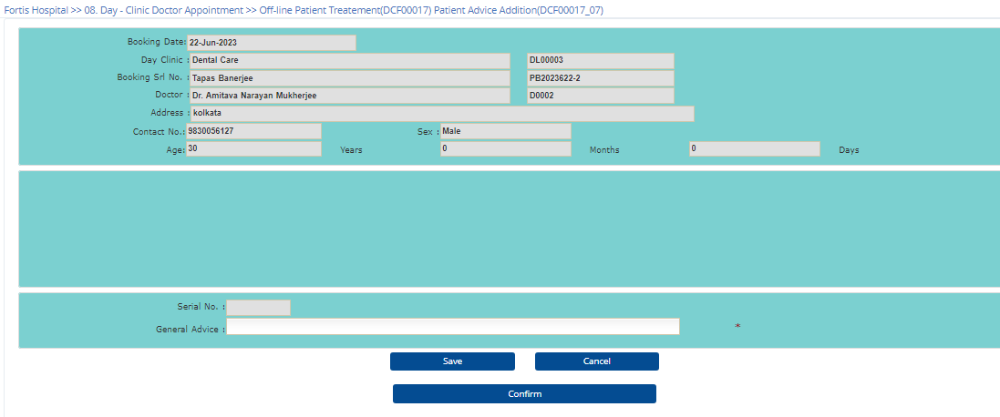 Fortis Hospital >> 08. Day - Clinic Doctor Appointment >> Off-line Patient Treatement(DCF00017) Patient Advice Addition(DCF00017_07)
Booking Date: 22-Jun-2023
Day Clinic : Dental Care DL00003
Booking Srl No. : Tapas Banerjee PB2023622-2
Doctor : Dr. Amitava Narayan Mukherjee D0002
Address : kolkata
Contact No.: 9830056127 Sex : Male
Age: 30 Years 0 Months 0 Days
Serial No. :
General Advice : *
Save Cancel
Confirm